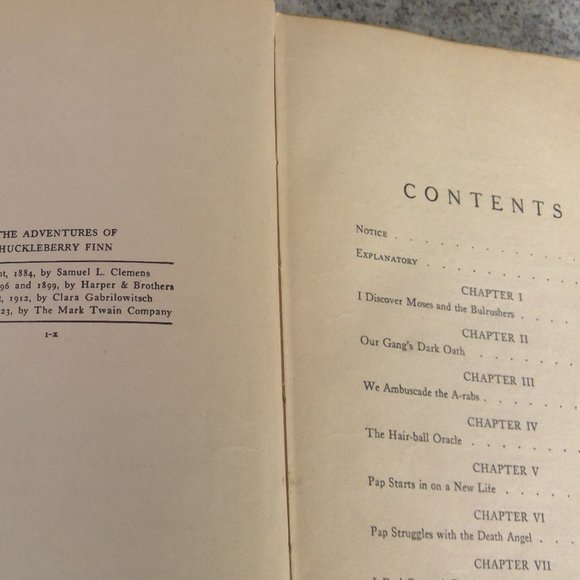 THE ADVENTURES OF
HUCKLEBERRY FINN
1884, by Samuel L. Clemens
96 and 1899, by Harper & Brothers
1912, by Clara Gabrilowitsch
23, by The Mark Twain Company
1-X
CONTENTS
NOTICE . . . . . . . . . .
EXPLANATORY . . . . . . . .
CHAPTER I
I Discover Moses and the Bulrushers . . . .
CHAPTER II
Our Gang's Dark Oath . . . . . . .
CHAPTER III
We Ambuscade the A-rabs . . . . . .
CHAPTER IV
The Hair-ball Oracle . . . . . . .
CHAPTER V
Pap Starts in on a New Life . . . . .
CHAPTER VI
Pap Struggles with the Death Angel . . .
CHAPTER VII